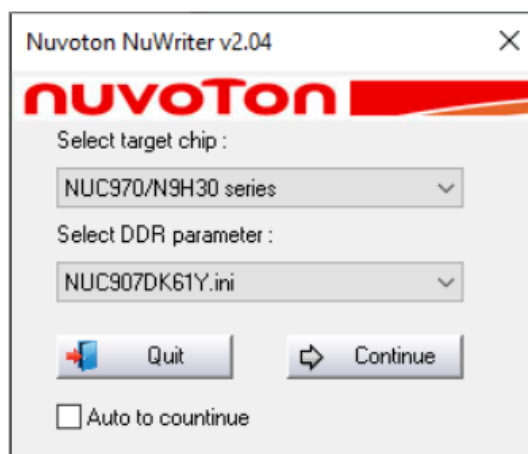 Nuvoton NuWriter v2.04
nuvoTon
Select target chip :
NUC970/N9H30 series
Select DDR parameter :
NUC907DK61Y.ini
Quit
Continue
Auto to countinue